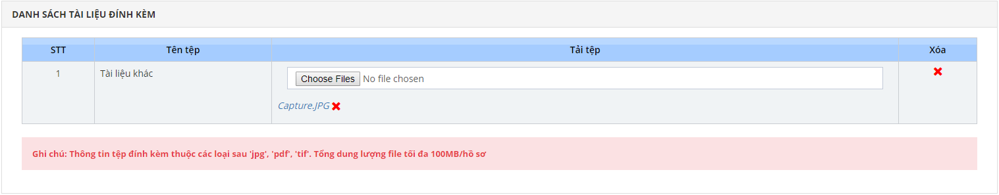 DANH SÁCH TÀI LIỆU ĐÍNH KÈM
STT Tên tệp Tải tệp Xóa
1 Tài liệu khác Choose Files No file chosen
Capture.JPG
Ghi chú: Thông tin tệp đính kèm thuộc các loại sau 'jpg', 'pdf', 'tif'. Tổng dung lượng file tối đa 100MB/hồ sơ